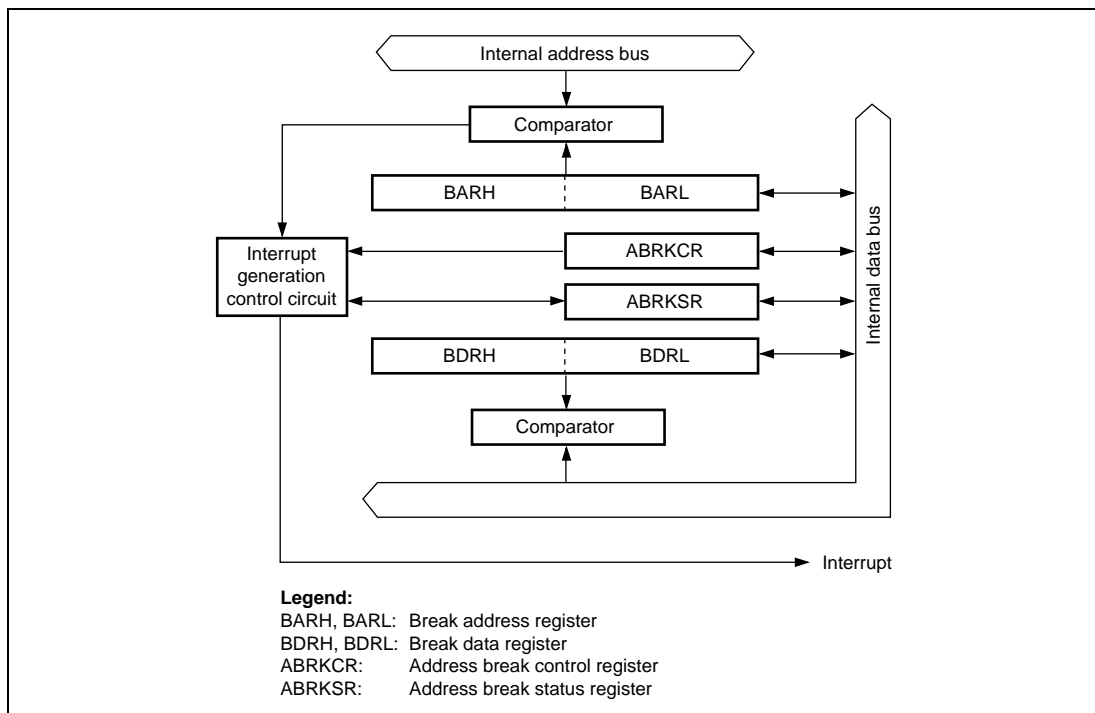 Internal address bus
Comparator
BARH BARL
Interrupt
generation
control circuit
ABRKCR
ABRKSR
Internal data bus
BDRH BDRL
Comparator
Interrupt
Legend:
BARH, BARL: Break address register
BDRH, BDRL: Break data register
ABRKCR: Address break control register
ABRKSR: Address break status register